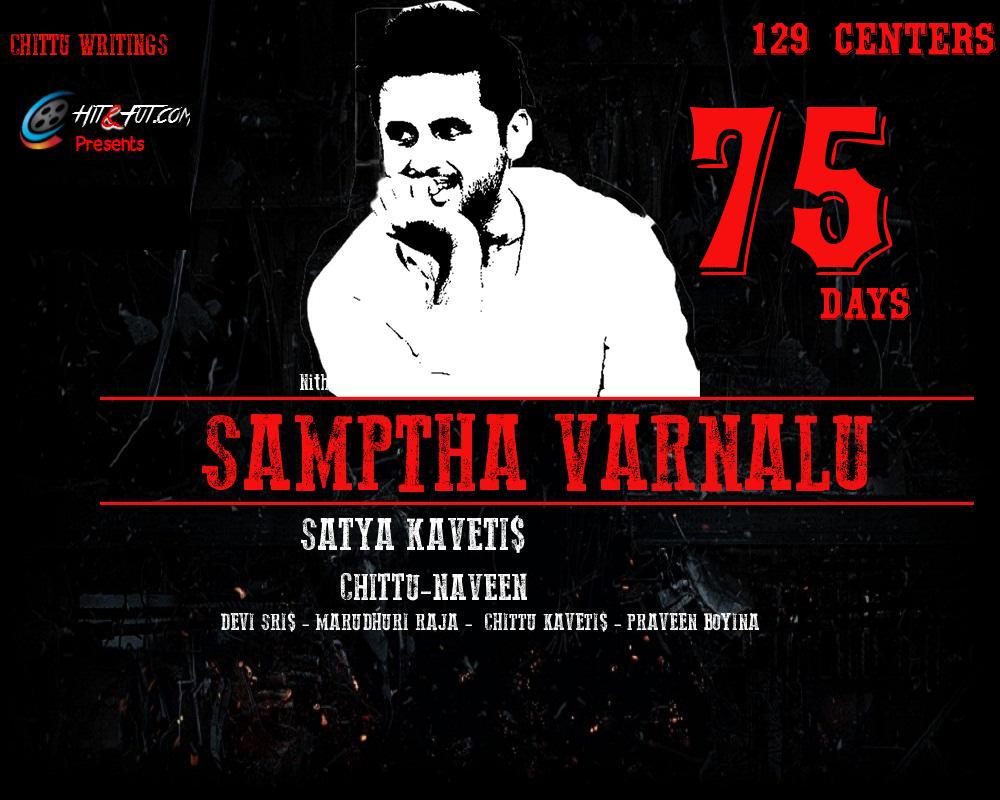 CHITTU WRITINGS
129 CENTERS
HIT&FUT.COM
Presents
75
DAYS
Nith
SAMPTHA VARNALU
SATYA KAVETI$
CHITTU-NAVEEN
DEVI SRI$ - MARUDHURI RAJA - CHITTU KAVETI$ - PRAVEEN BOYINA